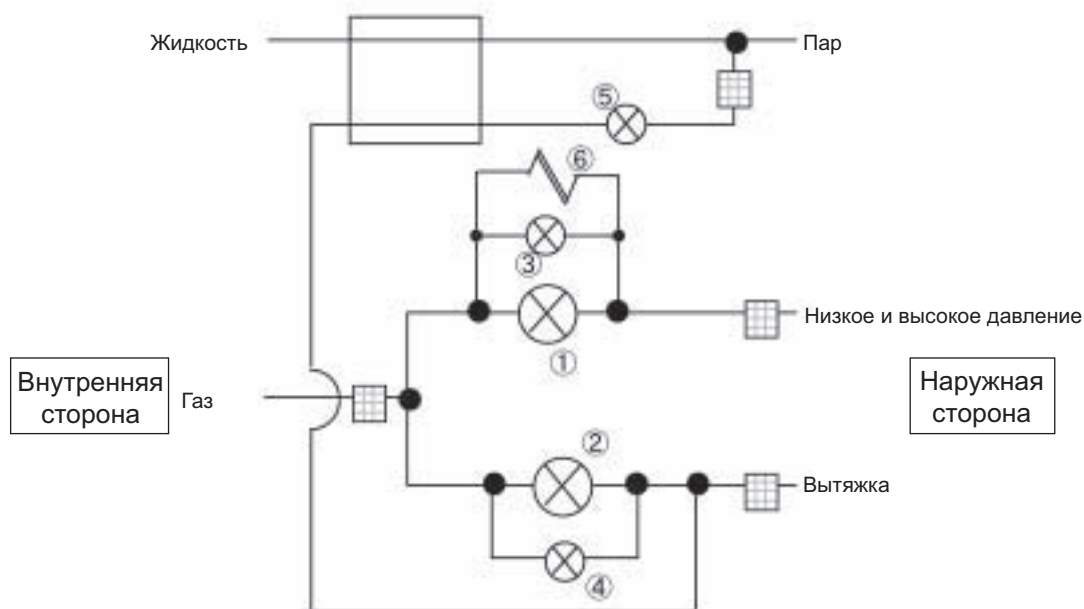 Жидкость
Пар
⑤
⑥
③
Низкое и высокое давление
①
Внутренняя
сторона
Газ
Наружная
сторона
②
Вытяжка
④